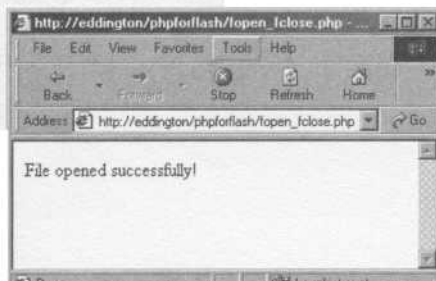 http://eddington/phpforflash/fopen_fclose.php - ...
File Edit View Favorites Tools Help
Back Forward Stop Refresh Home »
Address http://eddington/phpforflash/fopen_fclose.php Go
File opened successfully!